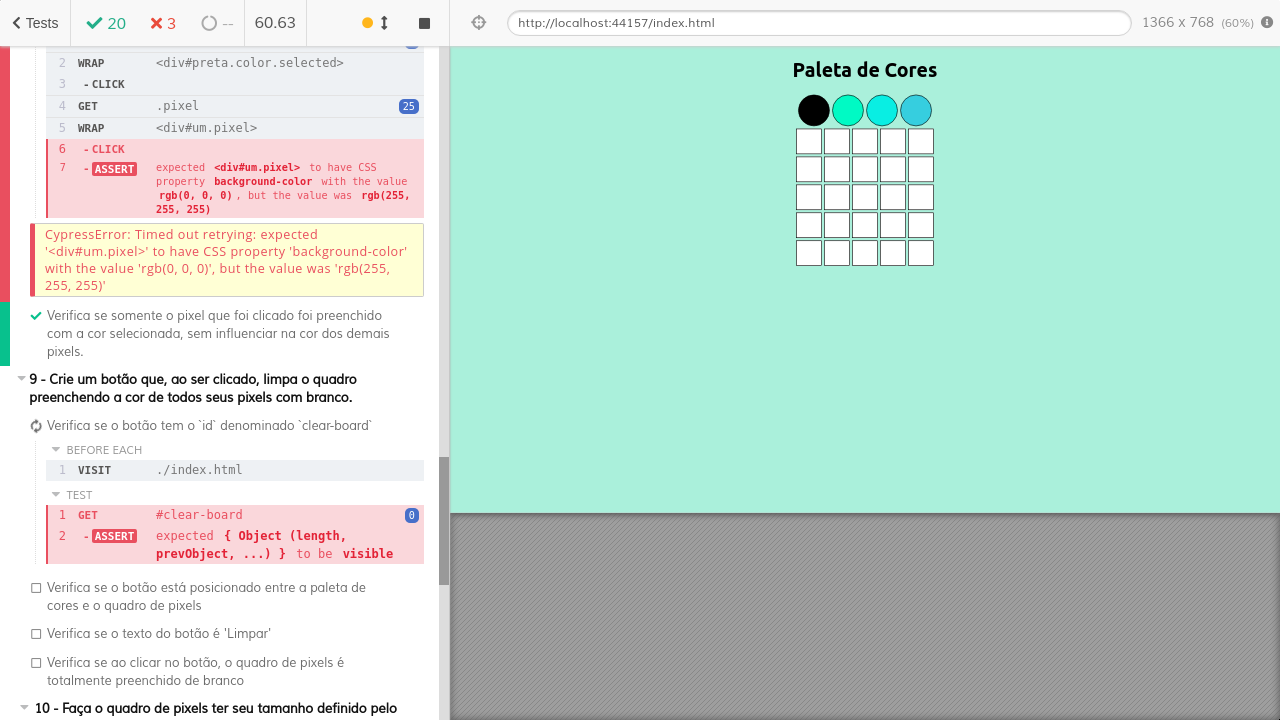 Tests 20 3 -- 60.63 http://localhost:44157/index.html 1366 x 768 (60%)
2 WRAP <div#preta.color.selected>
3 -CLICK
4 GET .pixel 25
5 WRAP <div#um.pixel>
6 -CLICK
7 -ASSERT expected <div#um.pixel> to have CSS
property background-color with the value
rgb(0, 0, 0), but the value was rgb(255,
255, 255)
CypressError: Timed out retrying: expected
'<div#um.pixel>' to have CSS property 'background-color'
with the value 'rgb(0, 0, 0)', but the value was 'rgb(255,
255, 255)'
Verifica se somente o pixel que foi clicado foi preenchido
com a cor selecionada, sem influenciar na cor dos demais
pixels.
9 - Crie um botão que, ao ser clicado, limpa o quadro
preenchendo a cor de todos seus pixels com branco.
Verifica se o botão tem o `id` denominado `clear-board`
BEFORE EACH
1 VISIT ./index.html
TEST
1 GET #clear-board 0
2 -ASSERT expected { Object (length,
prevObject, ...) } to be visible
Verifica se o botão está posicionado entre a paleta de
cores e o quadro de pixels
Verifica se o texto do botão é 'Limpar'
Verifica se ao clicar no botão, o quadro de pixels é
totalmente preenchido de branco
10 - Faça o quadro de pixels ter seu tamanho definido pelo
Paleta de Cores